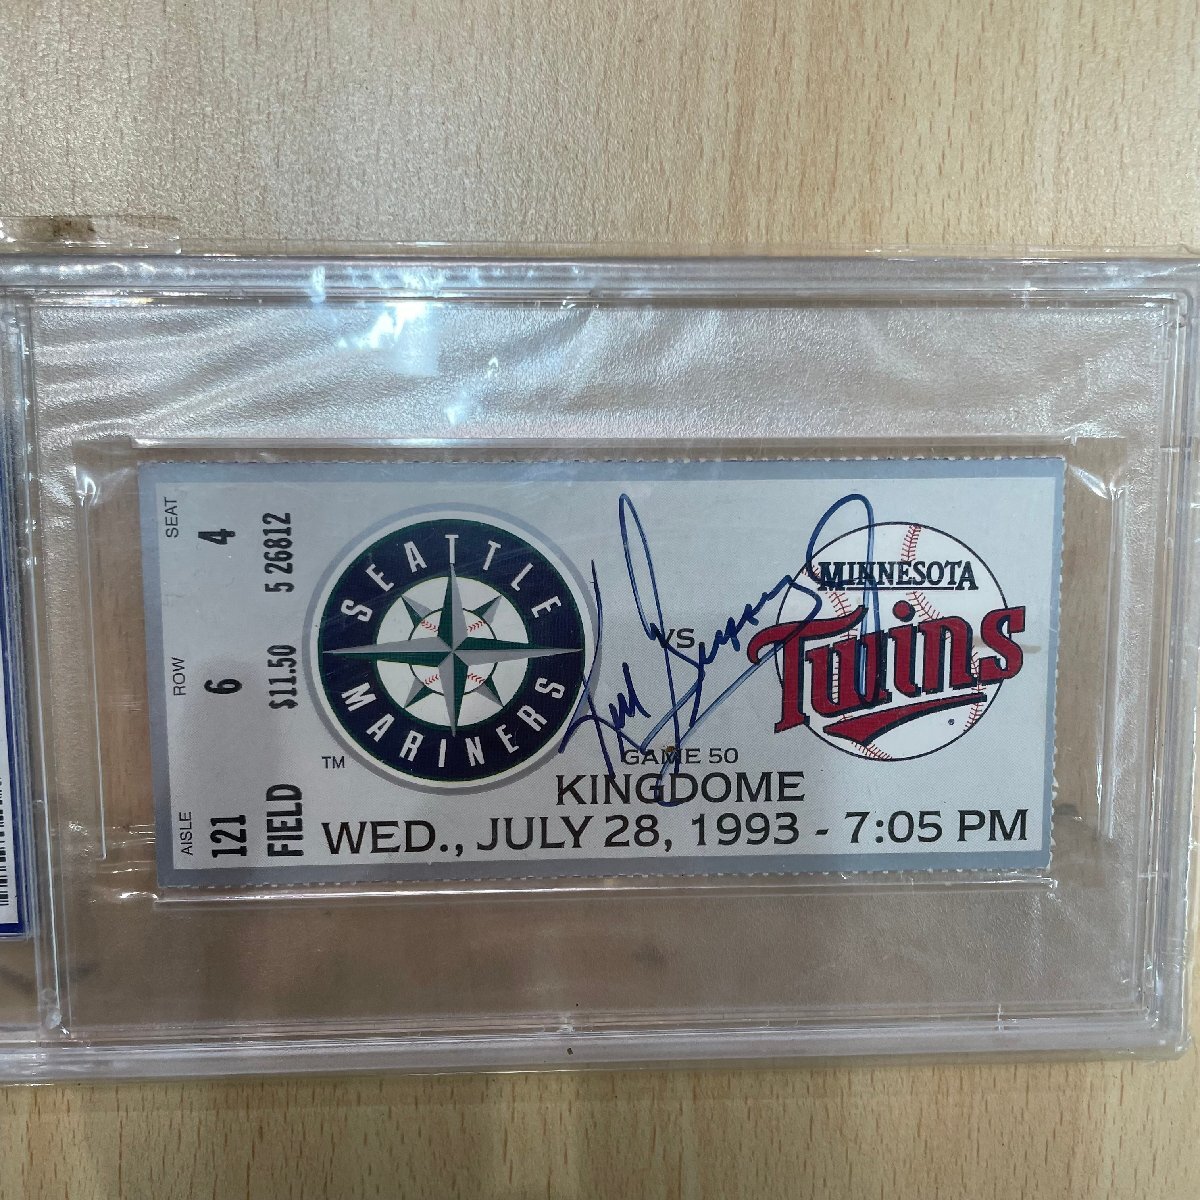 SEAT
4
ROW
6
AISLE
121
5 26812
$11.50
FIELD
SEATTLE
MARINERS
TM
VS.
MINNESOTA
Twins
®
GAME 50
KINGDOME
WED., JULY 28, 1993 - 7:05 PM